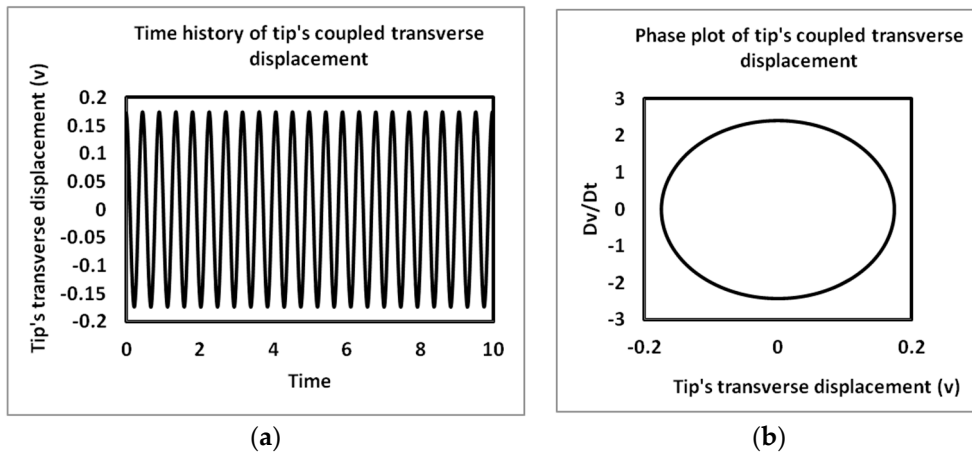 Time history of tip's coupled transverse
displacement
Tip's transverse displacement (v)
0.2
0.15
0.1
0.05
0
-0.05
-0.1
-0.15
-0.2
0 2 4 6 8 10
Time
(a)
Phase plot of tip's coupled transverse
displacement
Dv/Dt
3
2
1
0
-1
-2
-3
-0.2 0 0.2
Tip's transverse displacement (v)
(b)